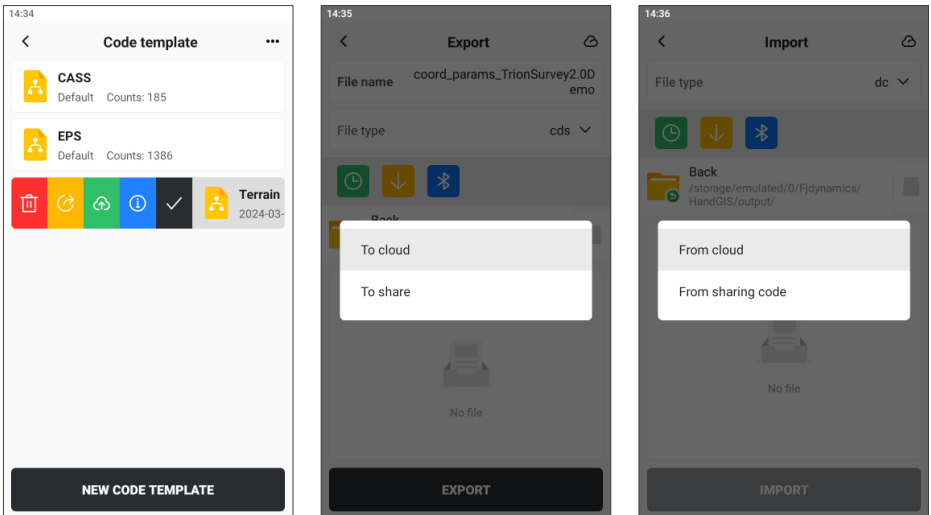 14:34
Code template
CASS
Default Counts: 185
EPS
Default Counts: 1386
Terrain
2024-03-
NEW CODE TEMPLATE
14:35
Export
File name
coord_params_TrionSurvey2.0D
emo
File type
cds
Back
To cloud
To share
No file
EXPORT
14:36
Import
File type
dc
Back
/storage/emulated/0/Fjdynamics/
HandGIS/output/
From cloud
From sharing code
No file
IMPORT